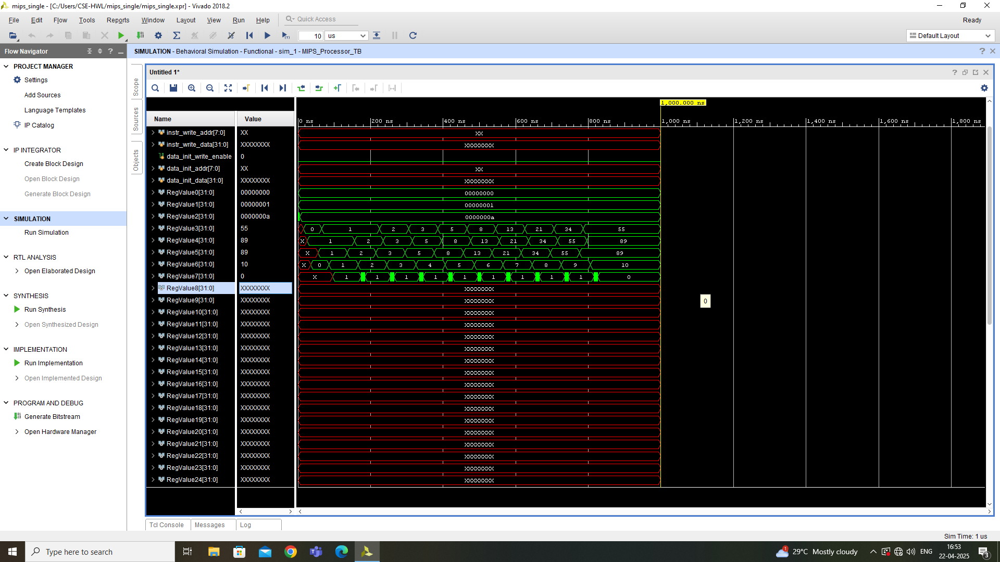 mips_single - [C:/Users/CSE-HWL/mips_single/mips_single.xpr] - Vivado 2018.2
File Edit Flow Tools Reports Window Layout View Run Help Quick Access
Ready
10 us
Default Layout
Flow Navigator
SIMULATION - Behavioral Simulation - Functional - sim_1 - MIPS_Processor_TB
PROJECT MANAGER
Settings
Add Sources
Language Templates
IP Catalog
IP INTEGRATOR
Create Block Design
Open Block Design
Generate Block Design
SIMULATION
Run Simulation
RTL ANALYSIS
Open Elaborated Design
SYNTHESIS
Run Synthesis
Open Synthesized Design
IMPLEMENTATION
Run Implementation
Open Implemented Design
PROGRAM AND DEBUG
Generate Bitstream
Open Hardware Manager
Scope
Sources
Objects
Untitled 1*
1,000.000 ns
Name Value
0 ns 200 ns 400 ns 600 ns 800 ns 1,000 ns 1,200 ns 1,400 ns 1,600 ns 1,800 ns
instr_write_addr[7:0] XX XX
instr_write_data[31:0] XXXXXXXX XXXXXXXX
data_init_write_enable 0
data_init_addr[7:0] XX XX
data_init_data[31:0] XXXXXXXX XXXXXXXX
RegValue0[31:0] 00000000 00000000
RegValue1[31:0] 00000001 00000001
RegValue2[31:0] 0000000a 0000000a
RegValue3[31:0] 55 0 1 2 3 5 8 13 21 34 55
RegValue4[31:0] 89 X 1 2 3 5 8 13 21 34 55 89
RegValue5[31:0] 89 X 1 2 3 5 8 13 21 34 55 89
RegValue6[31:0] 10 X 0 1 2 3 4 5 6 7 8 9 10
RegValue7[31:0] 0 X 1 1 1 1 1 1 1 1 1 0
RegValue8[31:0] XXXXXXXX XXXXXXXX
RegValue9[31:0] XXXXXXXX XXXXXXXX
0
RegValue10[31:0] XXXXXXXX XXXXXXXX
RegValue11[31:0] XXXXXXXX XXXXXXXX
RegValue12[31:0] XXXXXXXX XXXXXXXX
RegValue13[31:0] XXXXXXXX XXXXXXXX
RegValue14[31:0] XXXXXXXX XXXXXXXX
RegValue15[31:0] XXXXXXXX XXXXXXXX
RegValue16[31:0] XXXXXXXX XXXXXXXX
RegValue17[31:0] XXXXXXXX XXXXXXXX
RegValue18[31:0] XXXXXXXX XXXXXXXX
RegValue19[31:0] XXXXXXXX XXXXXXXX
RegValue20[31:0] XXXXXXXX XXXXXXXX
RegValue21[31:0] XXXXXXXX XXXXXXXX
RegValue22[31:0] XXXXXXXX XXXXXXXX
RegValue23[31:0] XXXXXXXX XXXXXXXX
RegValue24[31:0] XXXXXXXX XXXXXXXX
Tcl Console Messages Log
Sim Time: 1 us
Type here to search
1 29°C Mostly cloudy ENG
16:53
22-04-2025
3